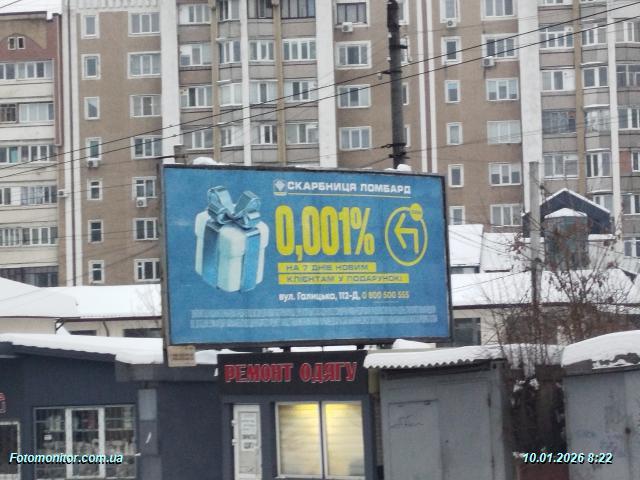 СКАРБНИЦЯ ЛОМБАРД
0,001%
НА 7 ДНІВ НОВИМ
КЛІЄНТАМ У ПОДАРУНОК!
вул. Галицька, 112-Д, 0 800 500 555
РЕМОНТ ОДЯГУ
Fotomonitor.com.ua
10.01.2026 8:22